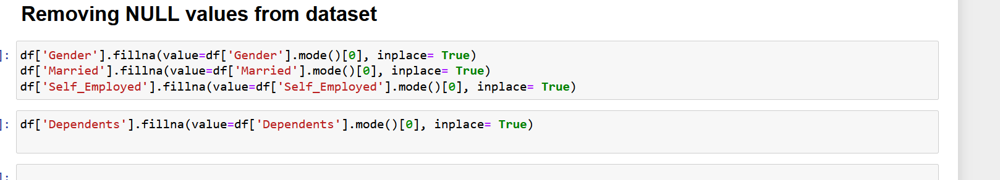 Removing NULL values from dataset
]: df['Gender'].fillna(value=df['Gender'].mode()[0], inplace= True)
df['Married'].fillna(value=df['Married'].mode()[0], inplace= True)
df['Self_Employed'].fillna(value=df['Self_Employed'].mode()[0], inplace= True)
]: df['Dependents'].fillna(value=df['Dependents'].mode()[0], inplace= True)
]: